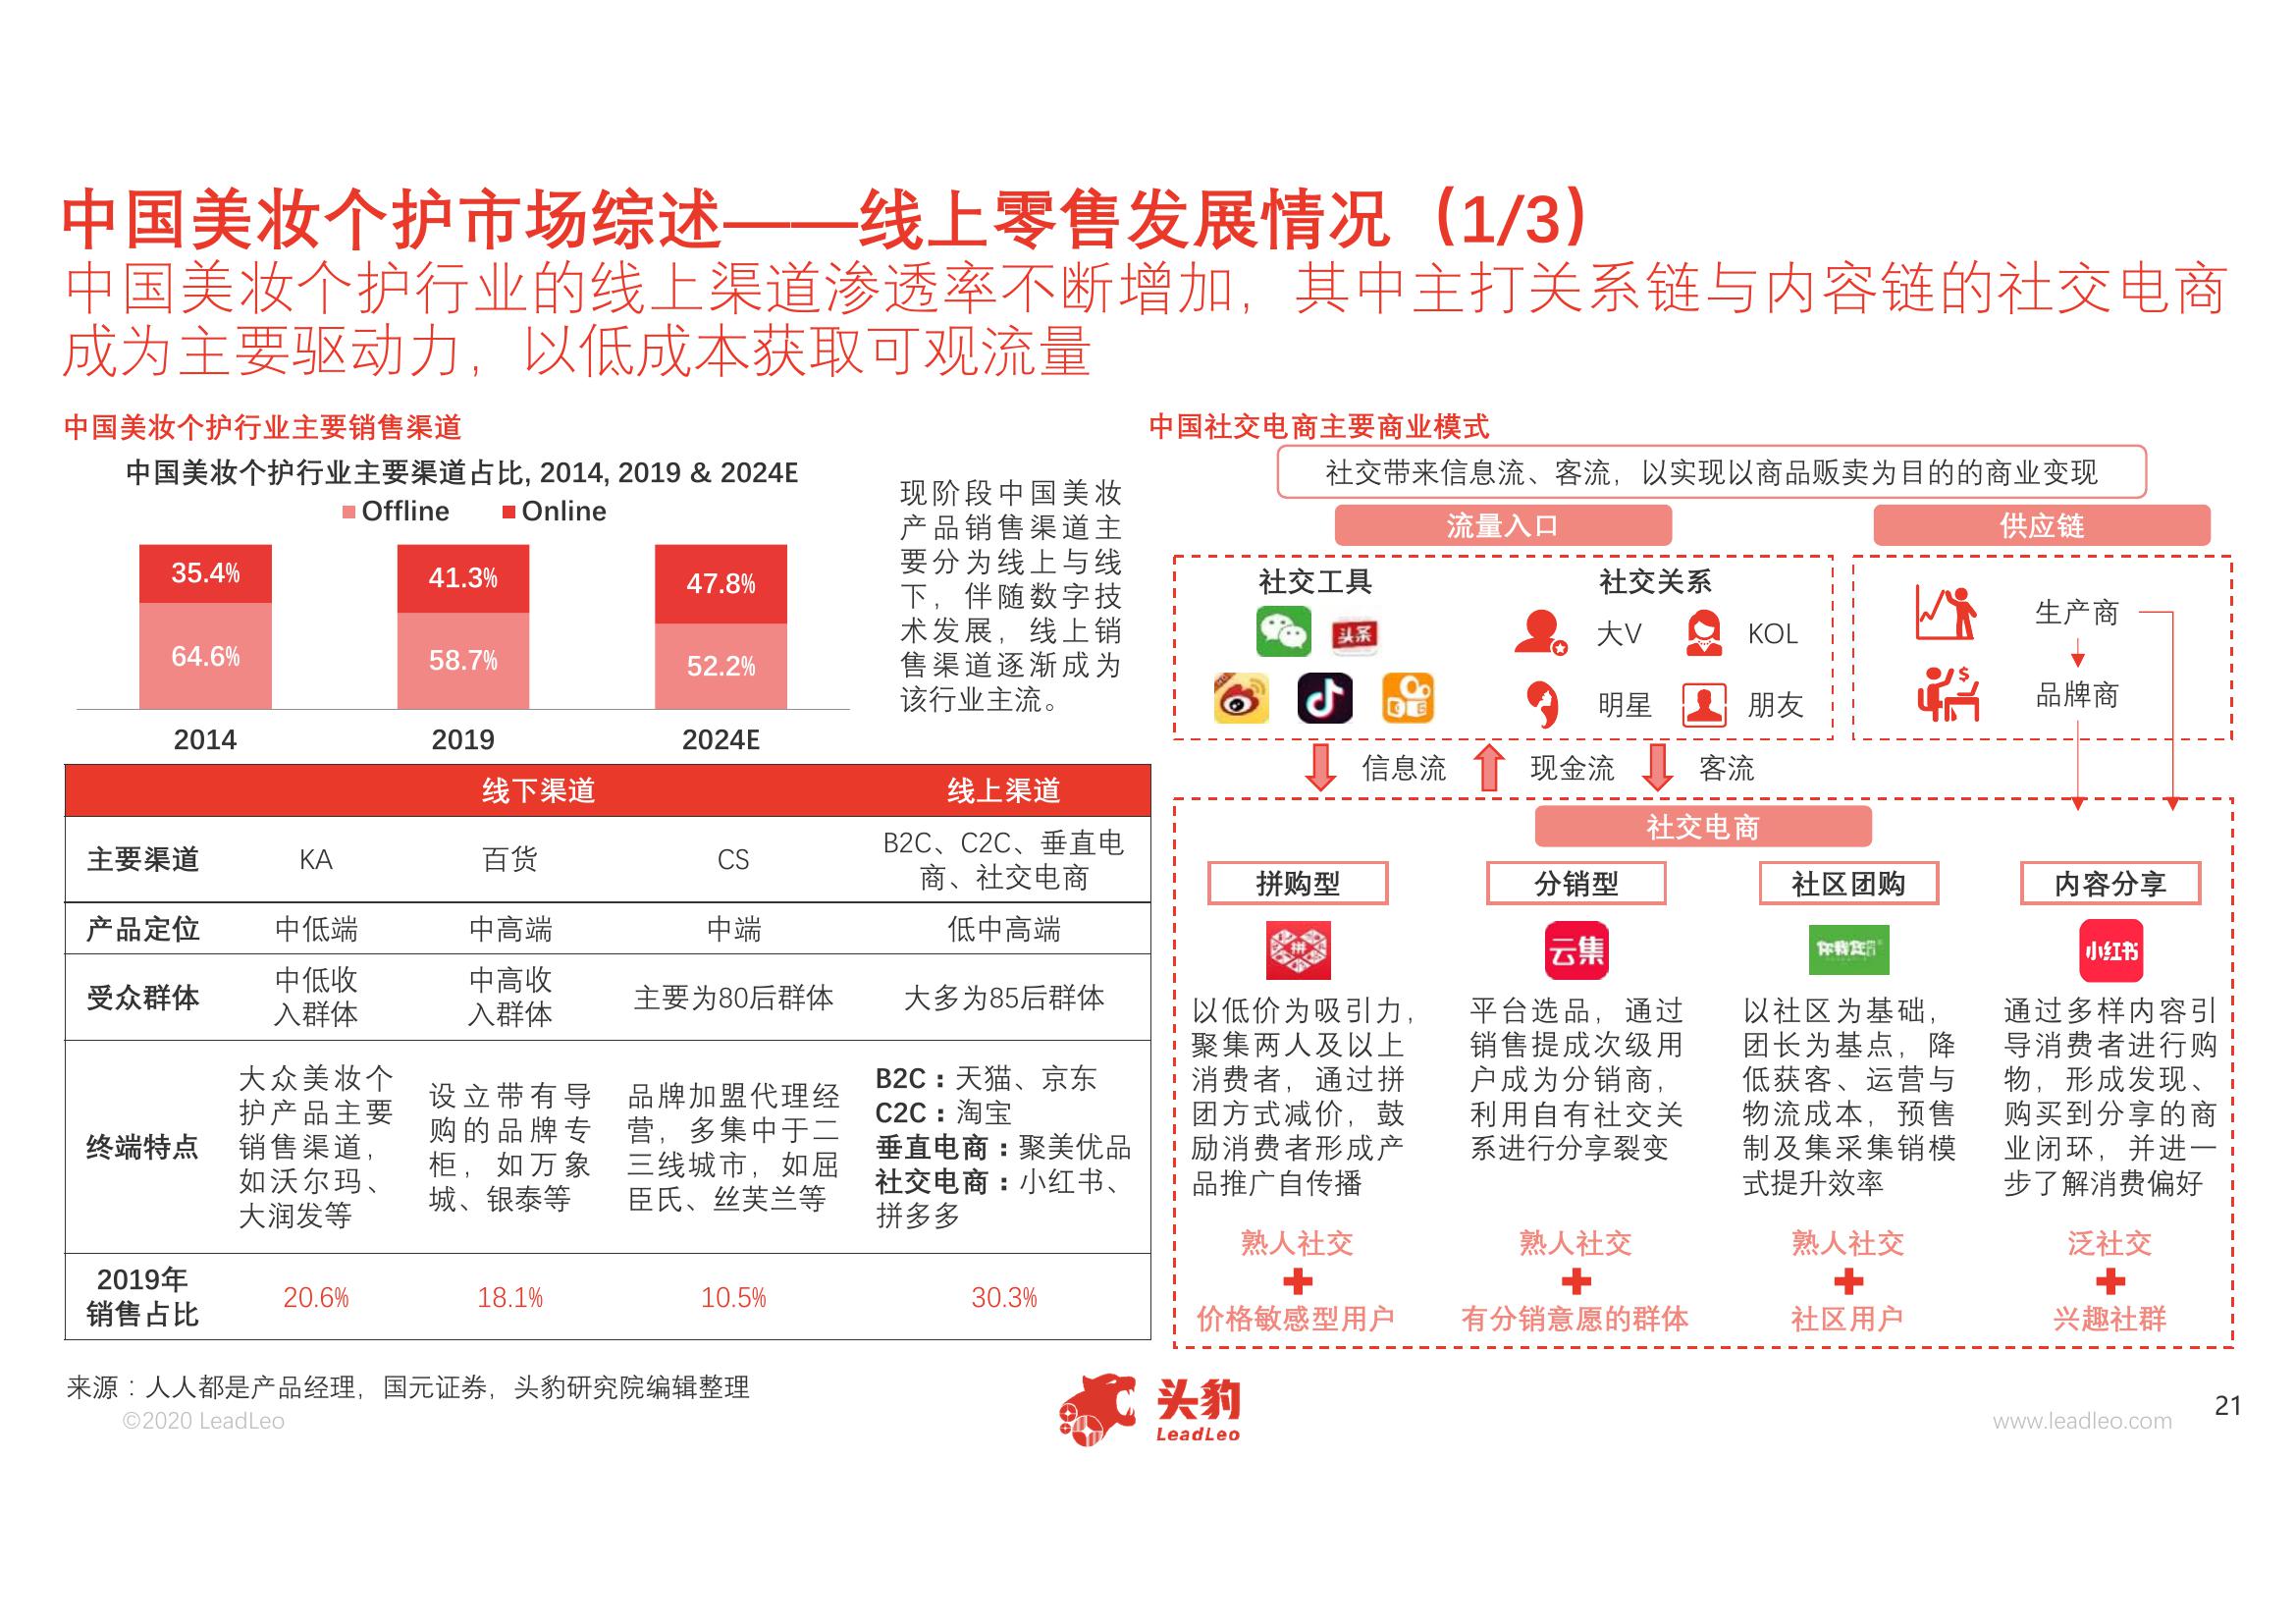 中国美妆个护市场综述——线上零售发展情况（1/3）
中国美妆个护行业的线上渠道渗透率不断增加，其中主打关系链与内容链的社交电商
成为主要驱动力，以低成本获取可观流量
中国美妆个护行业主要销售渠道
中国美妆个护行业主要渠道占比, 2014, 2019 & 2024E
Offline Online
35.4% 41.3% 47.8%
64.6% 58.7% 52.2%
2014 2019 2024E
现阶段中国美妆
产品销售渠道主
要分为线上与线
下，伴随数字技
术发展，线上销
售渠道逐渐成为
该行业主流。
线下渠道 线上渠道
主要渠道 KA 百货 CS
B2C、C2C、垂直电
商、社交电商
产品定位 中低端 中高端 中端 低中高端
受众群体
中低收
入群体
中高收
入群体
主要为80后群体
大多为85后群体
终端特点
大众美妆个
护产品主要
销售渠道，
如沃尔玛、
大润发等
设立带有导
购的品牌专
柜，如万象
城、银泰等
品牌加盟代理经
营，多集中于二
三线城市，如屈
臣氏、丝芙兰等
B2C：天猫、京东
C2C：淘宝
垂直电商：聚美优品
社交电商：小红书、
拼多多
2019年
销售占比
20.6% 18.1% 10.5% 30.3%
中国社交电商主要商业模式
社交带来信息流、客流，以实现以商品贩卖为目的的商业变现
流量入口 供应链
社交工具 社交关系
头条
大V KOL
明星 朋友
生产商
品牌商
信息流 现金流 客流
社交电商
拼购型 分销型 社区团购 内容分享
拼 云集 小红书
以低价为吸引力，
聚集两人及以上
消费者，通过拼
团方式减价，鼓
励消费者形成产
品推广自传播
平台选品，通过
销售提成次级用
户成为分销商，
利用自有社交关
系进行分享裂变
以社区为基础，
团长为基点，降
低获客、运营与
物流成本，预售
制及集采集销模
式提升效率
通过多样内容引
导消费者进行购
物，形成发现、
购买到分享的商
业闭环，并进一
步了解消费偏好
熟人社交 熟人社交 熟人社交 泛社交
价格敏感型用户 有分销意愿的群体 社区用户 兴趣社群
来源：人人都是产品经理，国元证券，头豹研究院编辑整理
©2020 LeadLeo
头豹
LeadLeo
www.leadleo.com
21